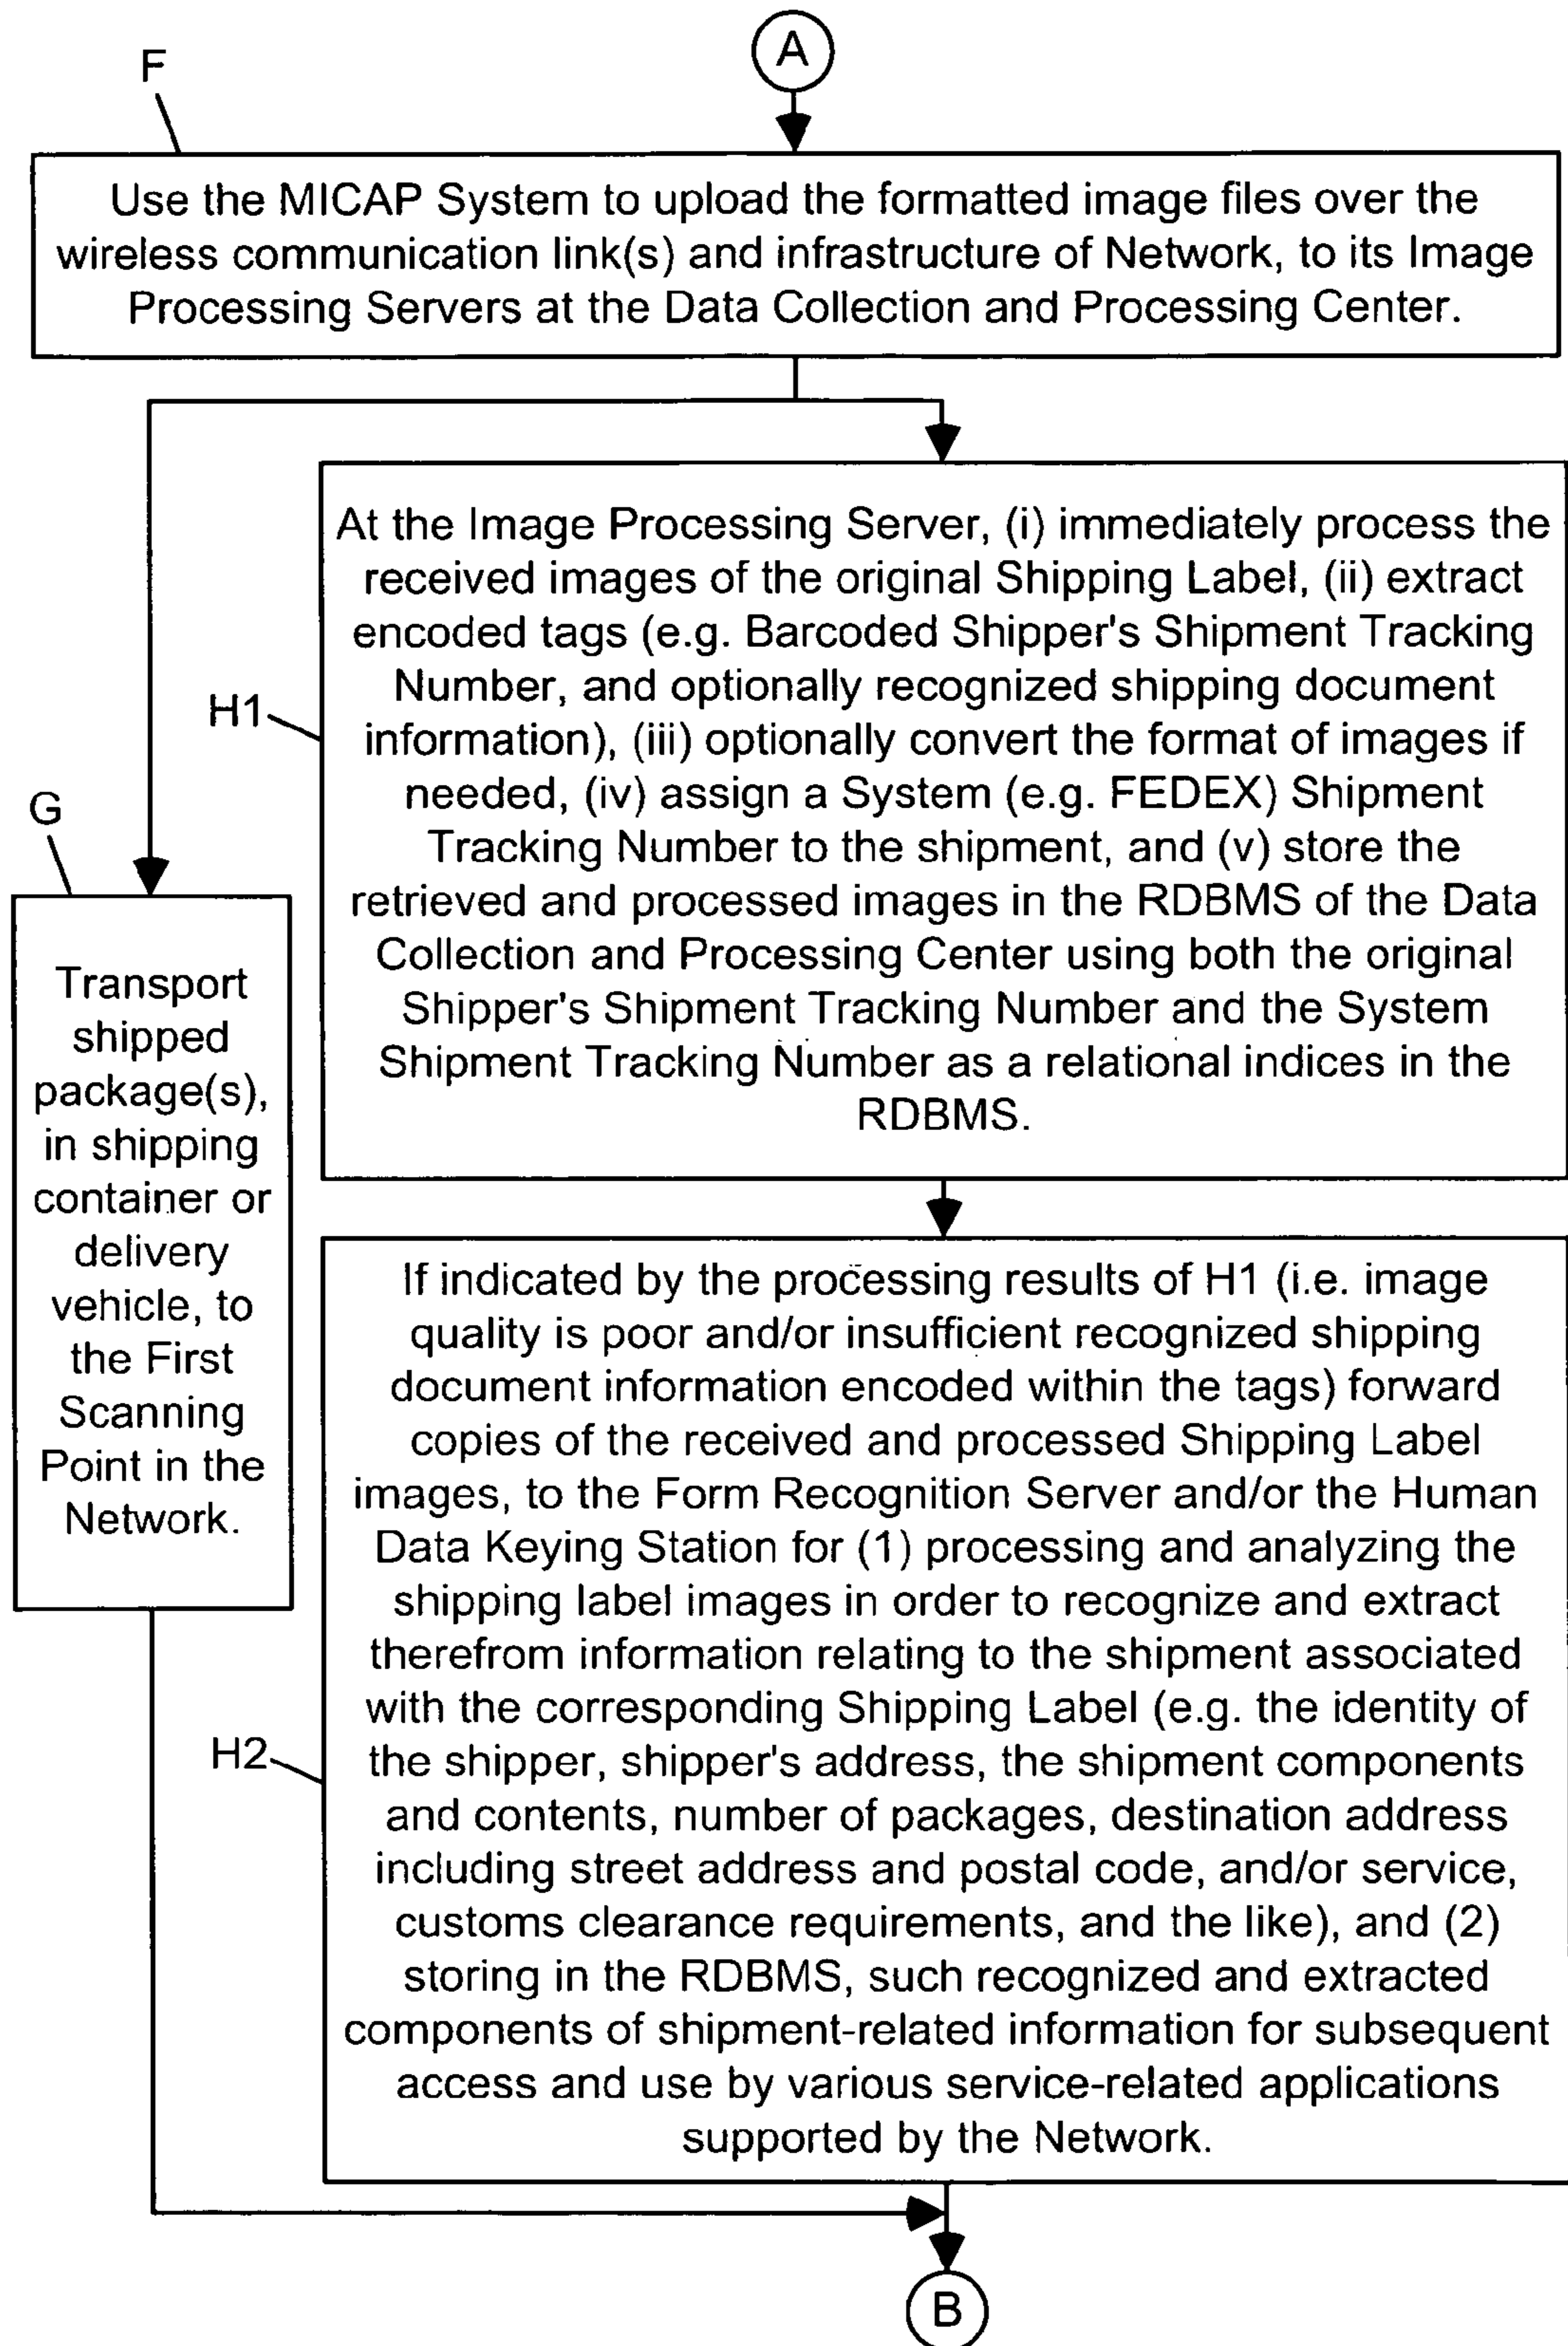 A
F
Use the MICAP System to upload the formatted image files over the
wireless communication link(s) and infrastructure of Network, to its Image
Processing Servers at the Data Collection and Processing Center.
H1
At the Image Processing Server, (i) immediately process the
received images of the original Shipping Label, (ii) extract
encoded tags (e.g. Barcoded Shipper's Shipment Tracking
Number, and optionally recognized shipping document
information), (iii) optionally convert the format of images if
needed, (iv) assign a System (e.g. FEDEX) Shipment
Tracking Number to the shipment, and (v) store the
retrieved and processed images in the RDBMS of the Data
Collection and Processing Center using both the original
Shipper's Shipment Tracking Number and the System
Shipment Tracking Number as a relational indices in the
RDBMS.
G
Transport
shipped
package(s),
in shipping
container or
delivery
vehicle, to
the First
Scanning
Point in the
Network.
H2
If indicated by the processing results of H1 (i.e. image
quality is poor and/or insufficient recognized shipping
document information encoded within the tags) forward
copies of the received and processed Shipping Label
images, to the Form Recognition Server and/or the Human
Data Keying Station for (1) processing and analyzing the
shipping label images in order to recognize and extract
therefrom information relating to the shipment associated
with the corresponding Shipping Label (e.g. the identity of
the shipper, shipper's address, the shipment components
and contents, number of packages, destination address
including street address and postal code, and/or service,
customs clearance requirements, and the like), and (2)
storing in the RDBMS, such recognized and extracted
components of shipment-related information for subsequent
access and use by various service-related applications
supported by the Network.
B